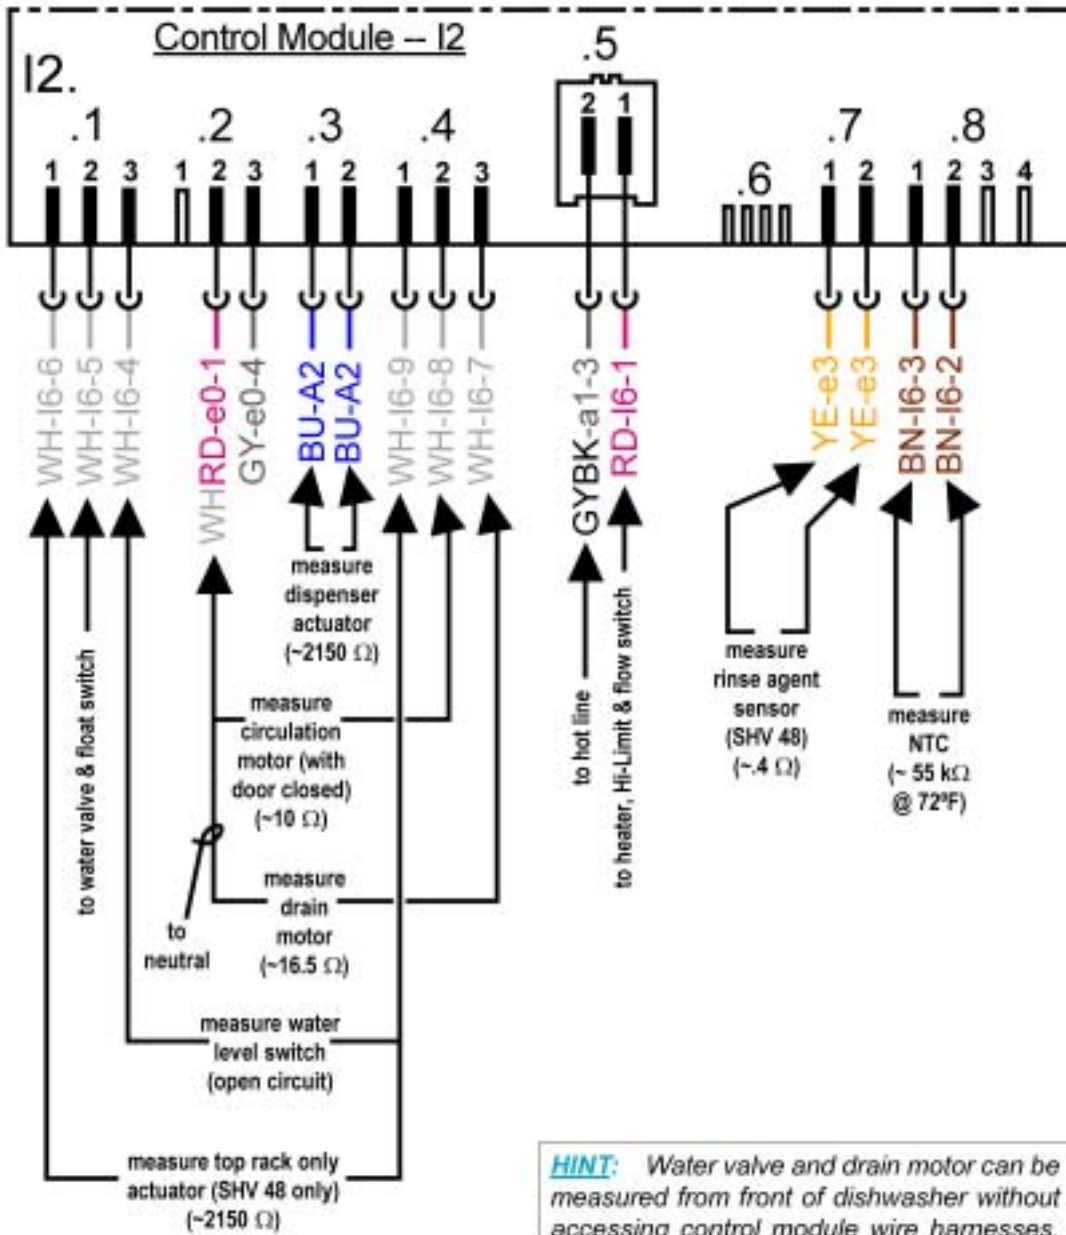 Control Module -- I2
I2.
.1 .2 .3 .4 .5 .6 .7 .8
1 2 3
1 2 3
1 2
1 2 3
2 1
1 2
1 2 3 4
WH-I6-6
WH-I6-5
WH-I6-4
WHRD-e0-1
GY-e0-4
BU-A2
BU-A2
WH-I6-9
WH-I6-8
WH-I6-7
GYBK-a1-3
RD-I6-1
YE-e3
YE-e3
BN-I6-3
BN-I6-2
measure
dispenser
actuator
(~2150 Ω)
to water valve & float switch
measure
circulation
motor (with
door closed)
(~10 Ω)
to hot line
to heater, Hi-Limit & flow switch
measure
rinse agent
sensor
(SHV 48)
(~.4 Ω)
measure
NTC
(~ 55 kΩ
@ 72ºF)
measure
drain
motor
(~16.5 Ω)
to
neutral
measure water
level switch
(open circuit)
measure top rack only
actuator (SHV 48 only)
(~2150 Ω)
HINT: Water valve and drain motor can be
measured from front of dishwasher without
accessing control module wire harnesses.